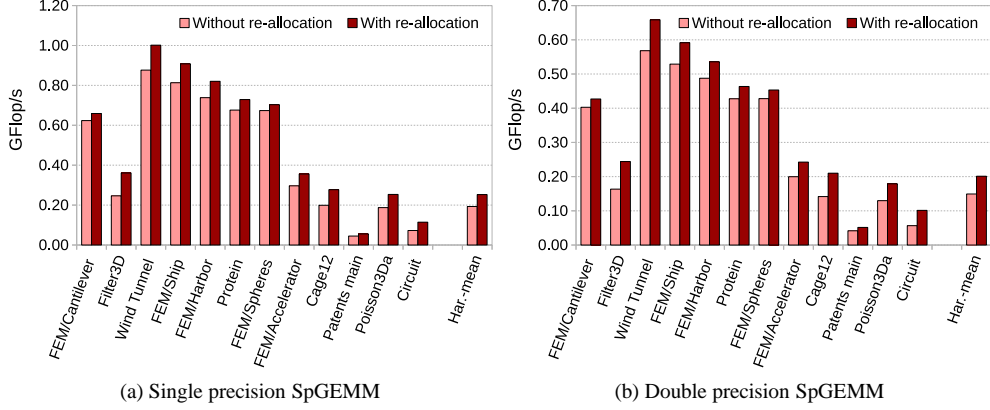 Without re-allocation
With re-allocation
GFlop/s
1.20
1.00
0.80
0.60
0.40
0.20
0.00
FEM/Cantilever
Filter3D
Wind Tunnel
FEM/Ship
FEM/Harbor
Protein
FEM/Spheres
FEM/Accelerator
Cage12
Patents main
Poisson3Da
Circuit
Har.-mean
(a) Single precision SpGEMM
Without re-allocation
With re-allocation
GFlop/s
0.70
0.60
0.50
0.40
0.30
0.20
0.10
0.00
FEM/Cantilever
Filter3D
Wind Tunnel
FEM/Ship
FEM/Harbor
Protein
FEM/Spheres
FEM/Accelerator
Cage12
Patents main
Poisson3Da
Circuit
Har.-mean
(b) Double precision SpGEMM